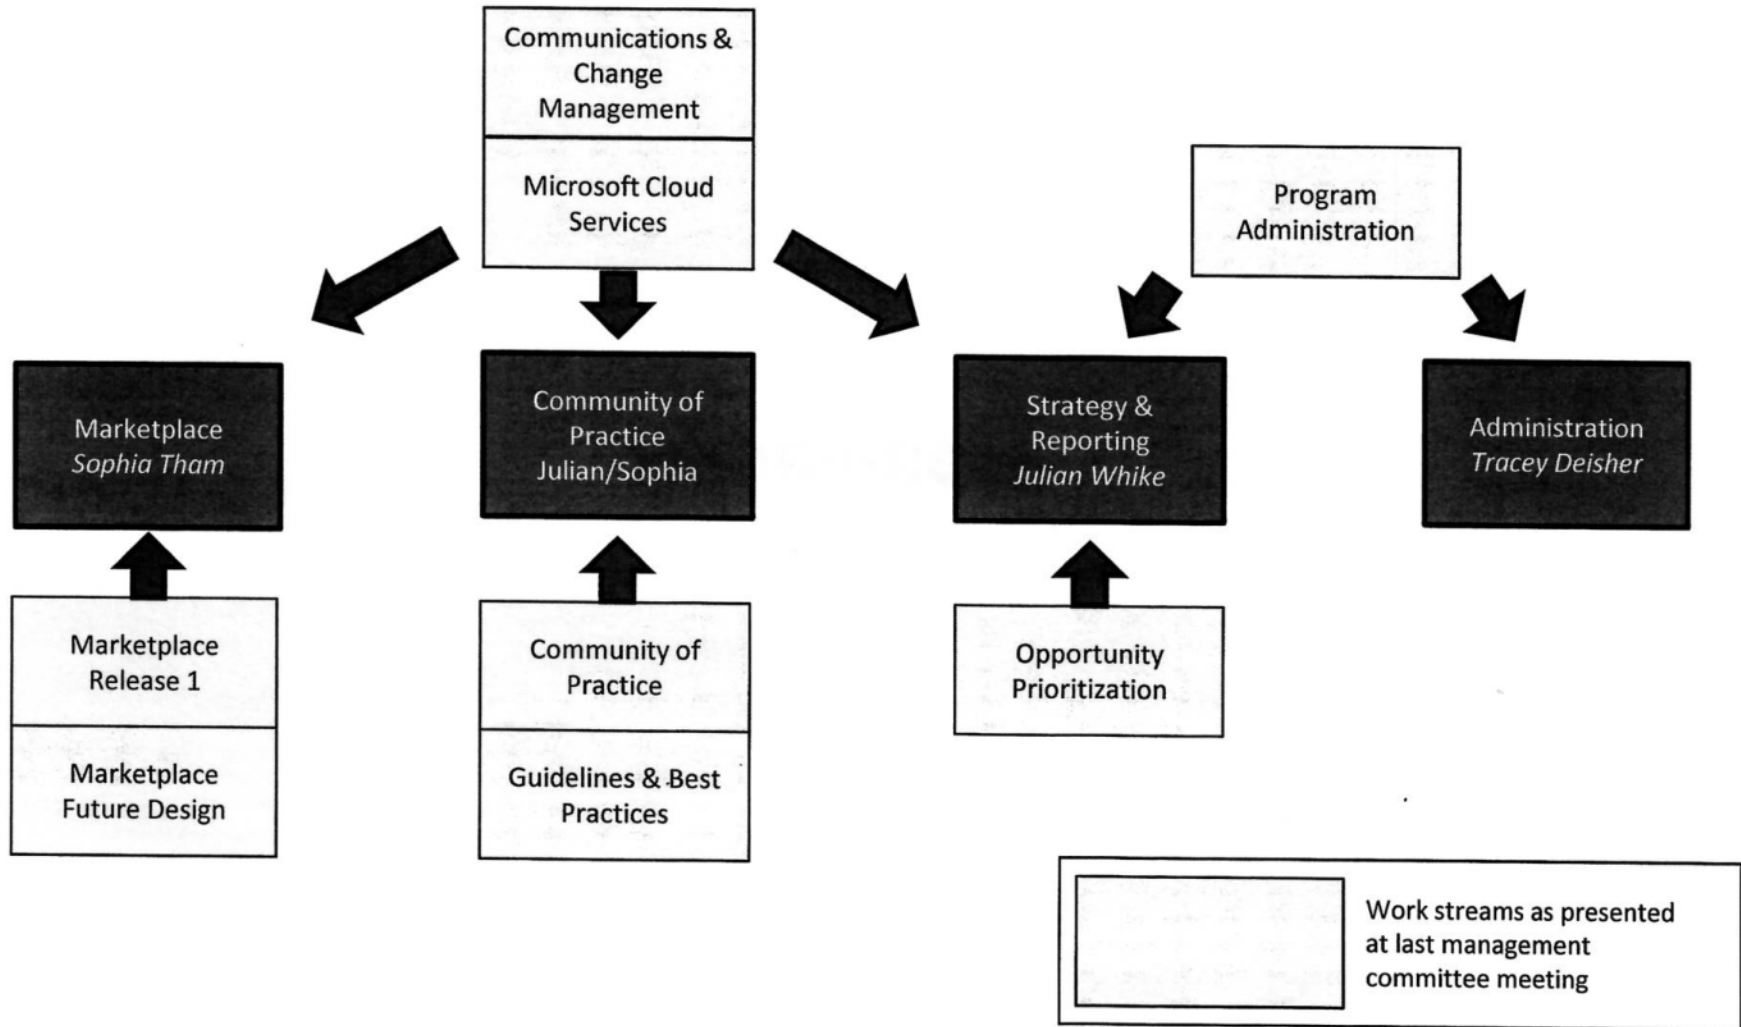 Communications &
Change
Management
Microsoft Cloud
Services
Program
Administration
Marketplace
Sophia Tham
Community of
Practice
Julian/Sophia
Strategy &
Reporting
Julian Whike
Administration
Tracey Deisher
Marketplace
Release 1
Marketplace
Future Design
Community of
Practice
Guidelines & Best
Practices
Opportunity
Prioritization
Work streams as presented
at last management
committee meeting